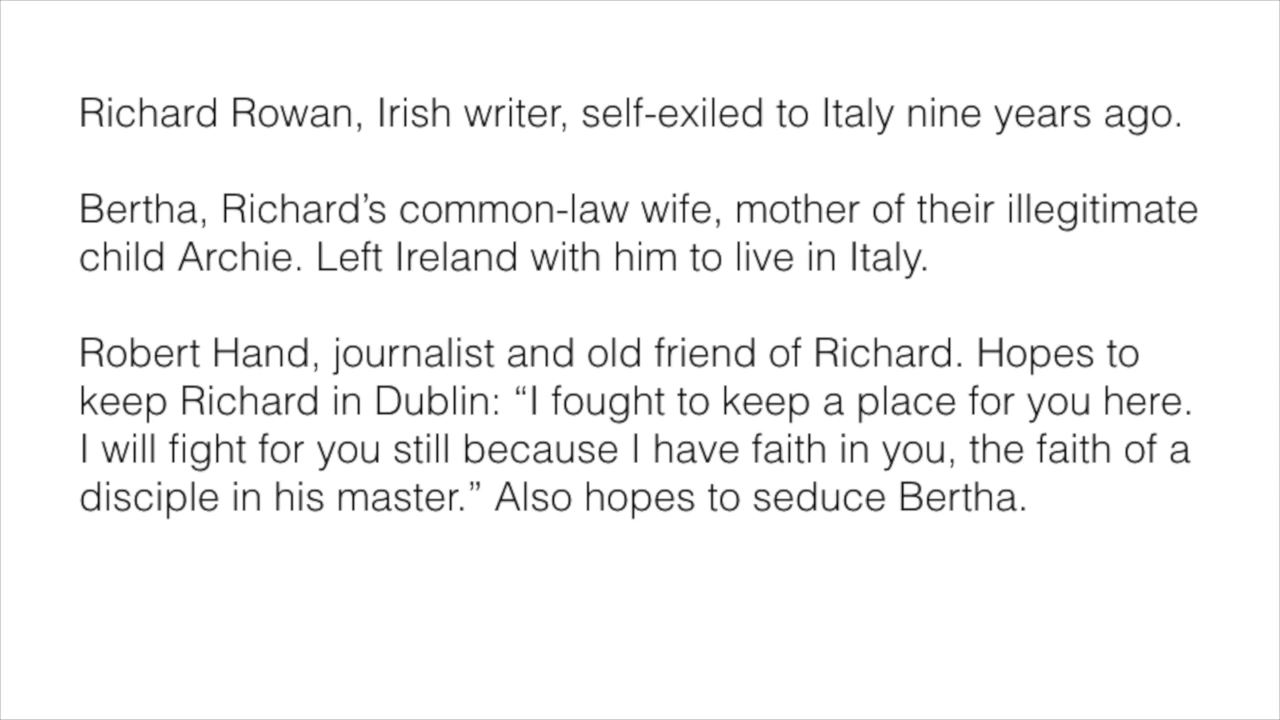 Richard Rowan, Irish writer, self-exiled to Italy nine years ago.
Bertha, Richard’s common-law wife, mother of their illegitimate
child Archie. Left Ireland with him to live in Italy.
Robert Hand, journalist and old friend of Richard. Hopes to
keep Richard in Dublin: “I fought to keep a place for you here.
I will fight for you still because I have faith in you, the faith of a
disciple in his master.” Also hopes to seduce Bertha.